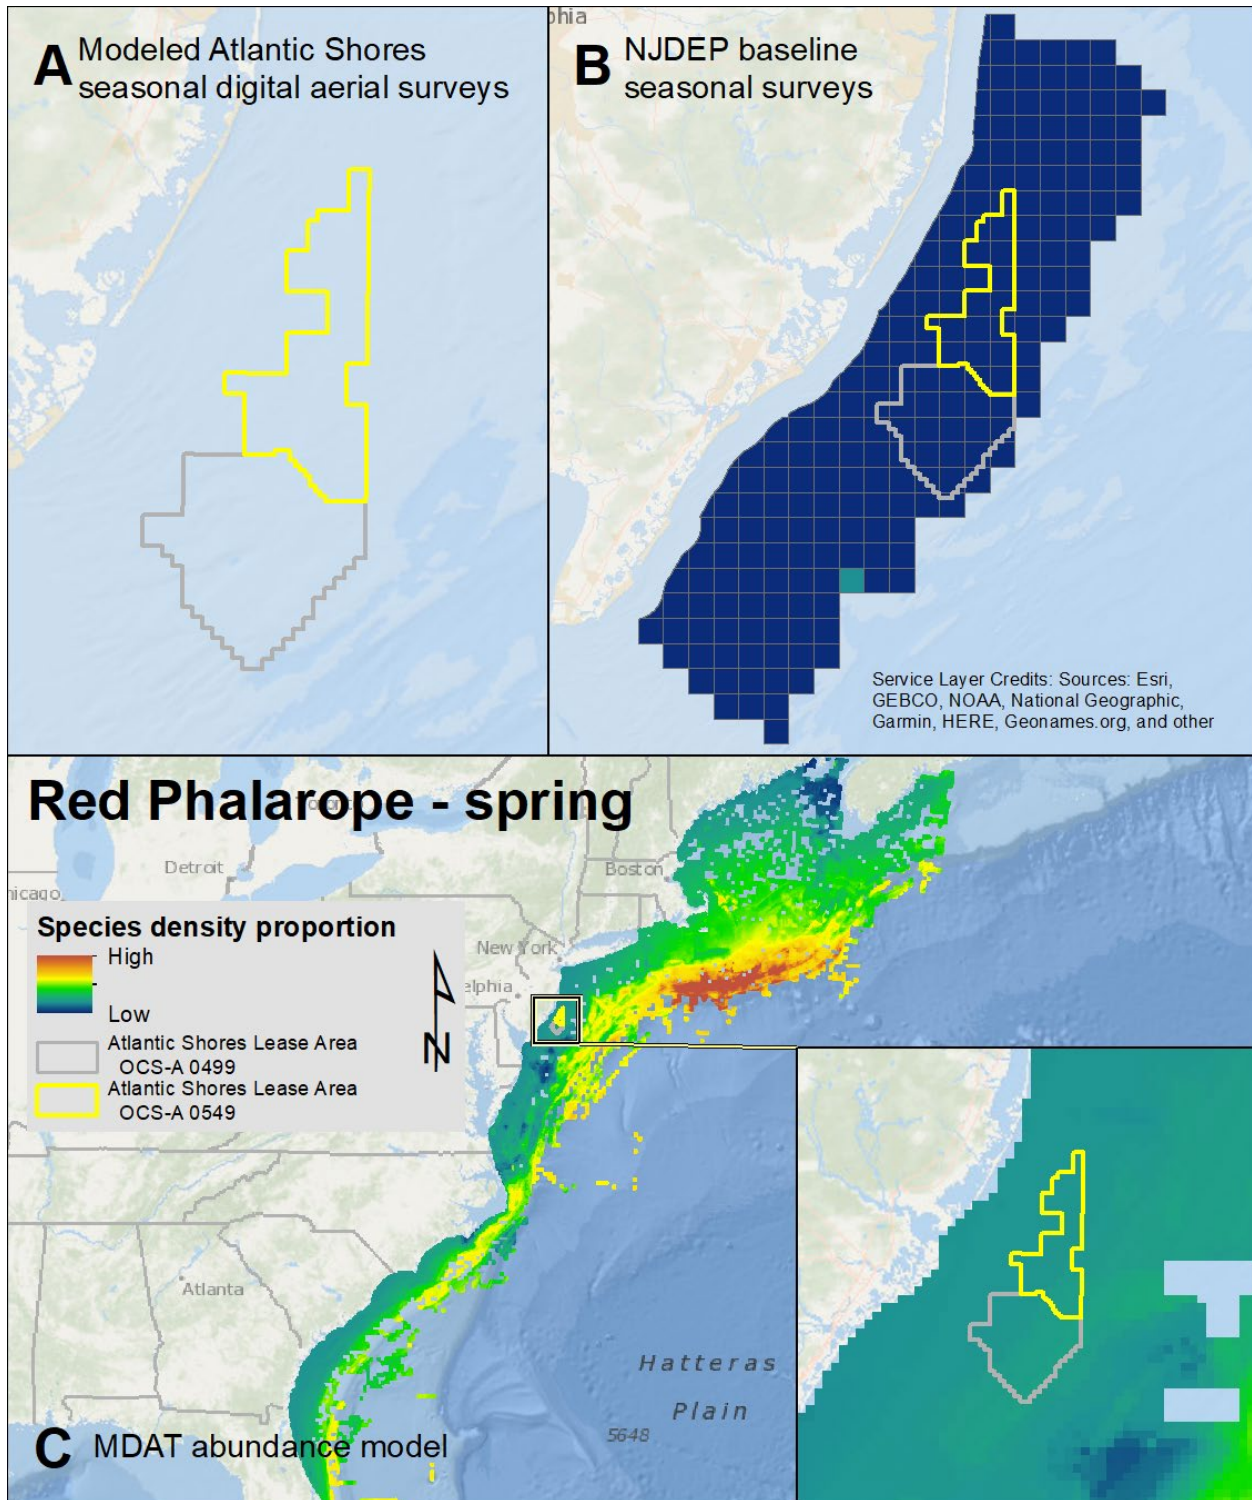 A Modeled Atlantic Shores
seasonal digital aerial surveys
phia
B NJDEP baseline
seasonal surveys
Service Layer Credits: Sources: Esri,
GEBCO, NOAA, National Geographic,
Garmin, HERE, Geonames.org, and other
Red Phalarope - spring
Detroit
Boston
hicago
Species density proportion
High
Low
New York
elphia
Atlantic Shores Lease Area
OCS-A 0499
Atlantic Shores Lease Area
OCS-A 0549
N
Atlanta
Hatteras
Plain
5648
C MDAT abundance model